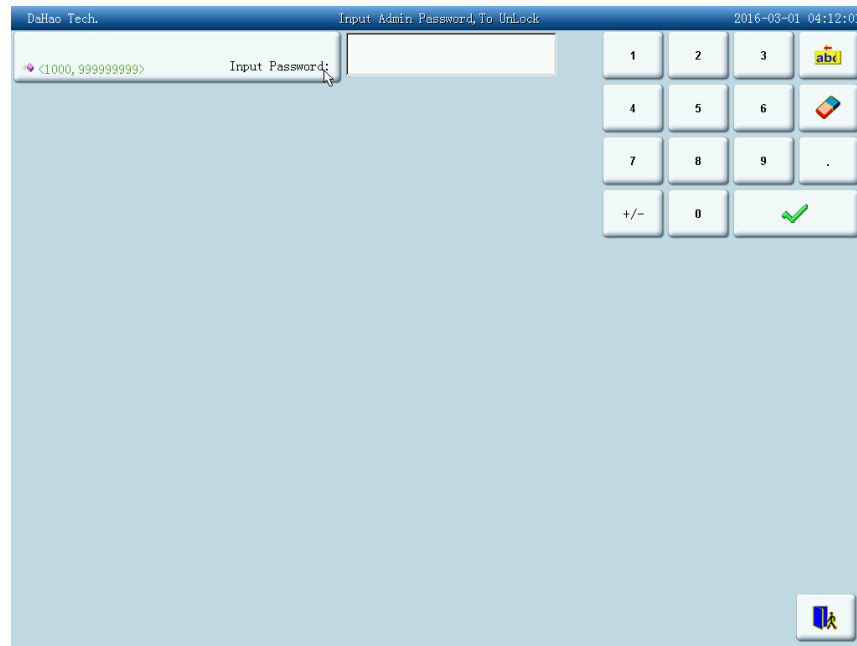 DaHao Tech. Input Admin Password,To UnLock 2016-03-01 04:12:0
<1000, 999999999> Input Password:
1 2 3 abc
4 5 6
7 8 9 .
+/- 0